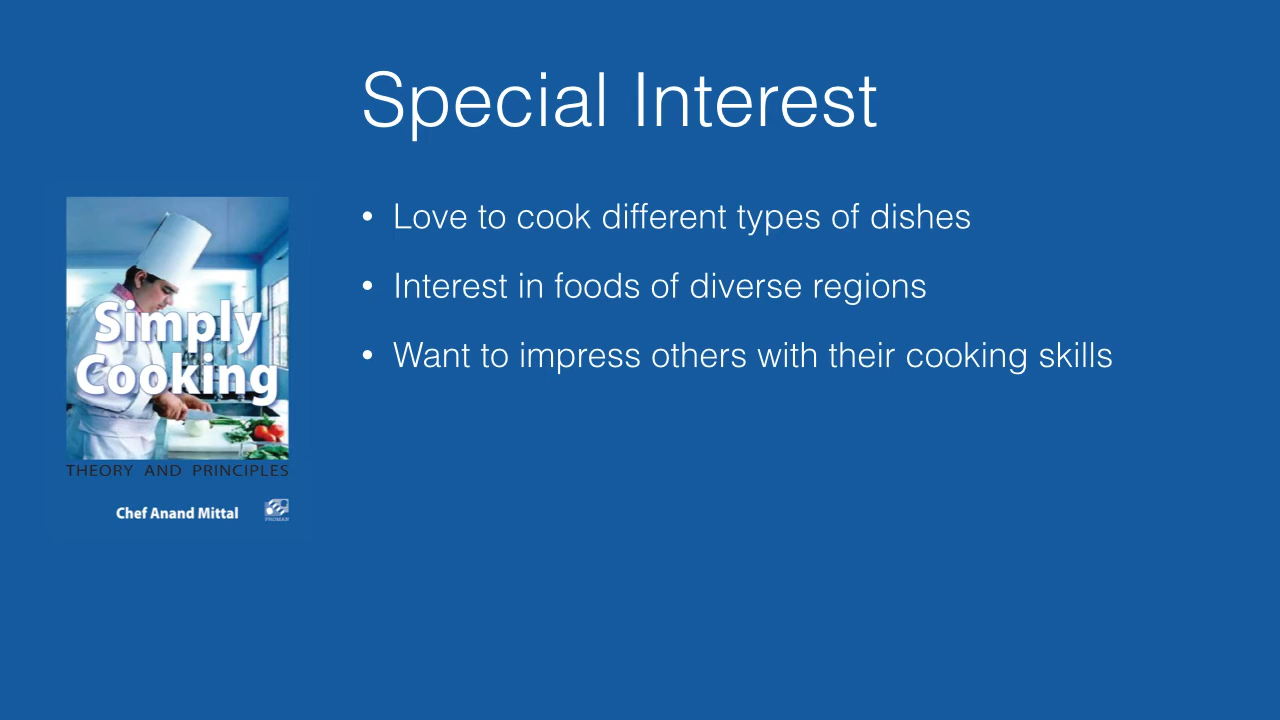 Special Interest
• Love to cook different types of dishes
• Interest in foods of diverse regions
• Want to impress others with their cooking skills
Simply
Cooking
THEORY AND PRINCIPLES
Chef Anand Mittal
PROMAN